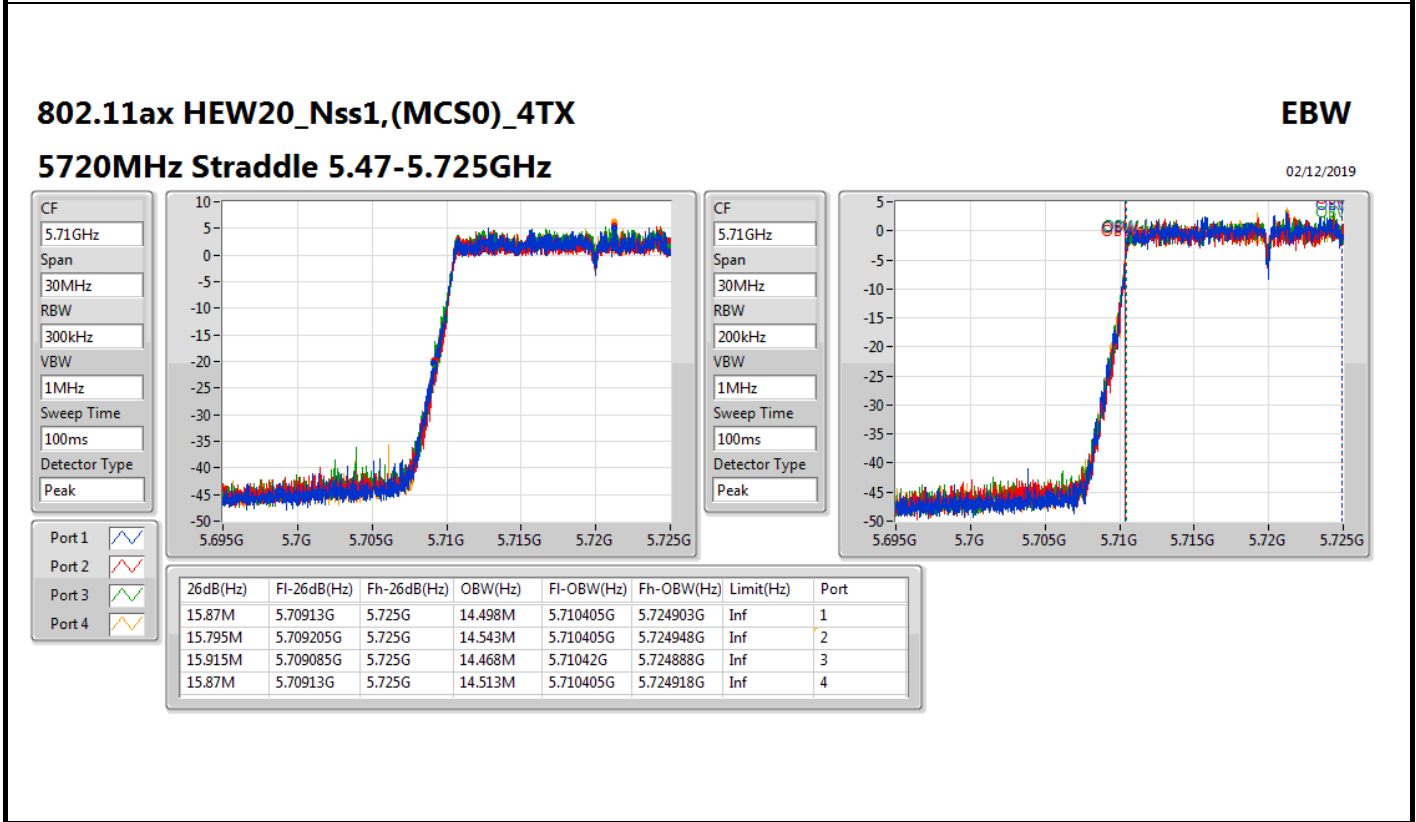 802.11ax HEW20_Nss1,(MCS0)_4TX
EBW
5720MHz Straddle 5.47-5.725GHz
02/12/2019
CF
5.71GHz
Span
30MHz
RBW
300kHz
VBW
1MHz
Sweep Time
100ms
Detector Type
Peak
10
5
0
-5
-10
-15
-20
-25
-30
-35
-40
-45
-50
5.695G 5.7G 5.705G 5.71G 5.715G 5.72G 5.725G
CF
5.71GHz
Span
30MHz
RBW
200kHz
VBW
1MHz
Sweep Time
100ms
Detector Type
Peak
5
0
-5
-10
-15
-20
-25
-30
-35
-40
-45
-50
5.695G 5.7G 5.705G 5.71G 5.715G 5.72G 5.725G
Port 1
Port 2
Port 3
Port 4
26dB(Hz) Fl-26dB(Hz) Fh-26dB(Hz) OBW(Hz) Fl-OBW(Hz) Fh-OBW(Hz) Limit(Hz) Port
15.87M 5.70913G 5.725G 14.498M 5.710405G 5.724903G Inf 1
15.795M 5.709205G 5.725G 14.543M 5.710405G 5.724948G Inf 2
15.915M 5.709085G 5.725G 14.468M 5.71042G 5.724888G Inf 3
15.87M 5.70913G 5.725G 14.513M 5.710405G 5.724918G Inf 4